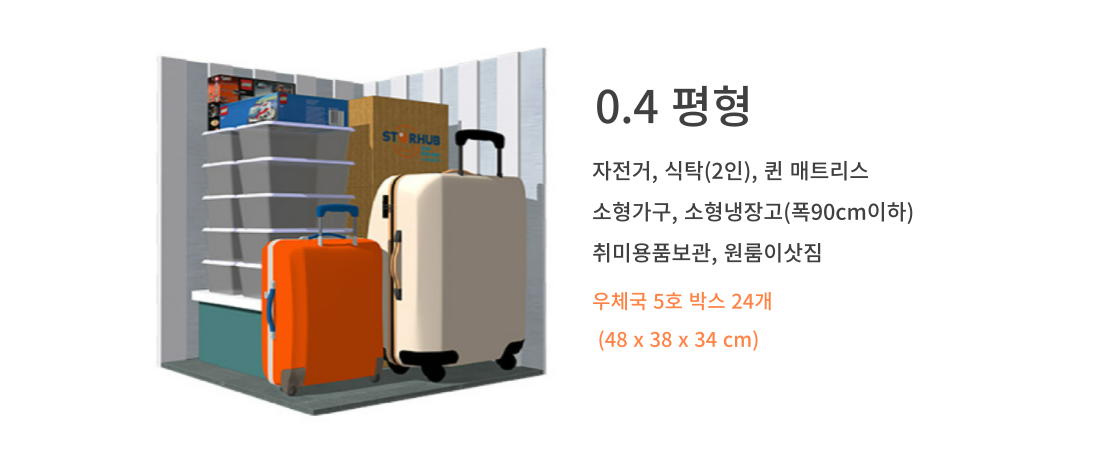 STORHUB
0.4 평형
자전거, 식탁(2인), 퀸 매트리스
소형가구, 소형냉장고(폭90cm이하)
취미용품보관, 원룸이삿짐
우체국 5호 박스 24개
(48 x 38 x 34 cm)